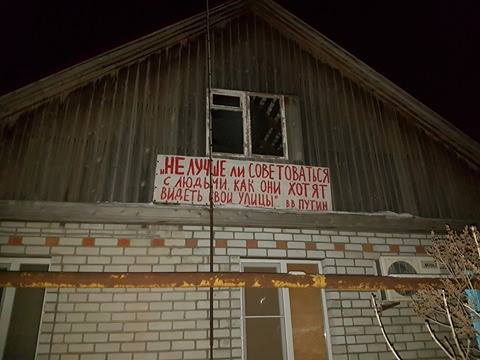 „НЕ ЛУЧШЕ ЛИ СОВЕТОВАТЬСЯ
С ЛЮДЬМИ, КАК ОНИ ХОТЯТ
ВИДЕТЬ СВОИ УЛИЦЫ" В.В. ПУТИН